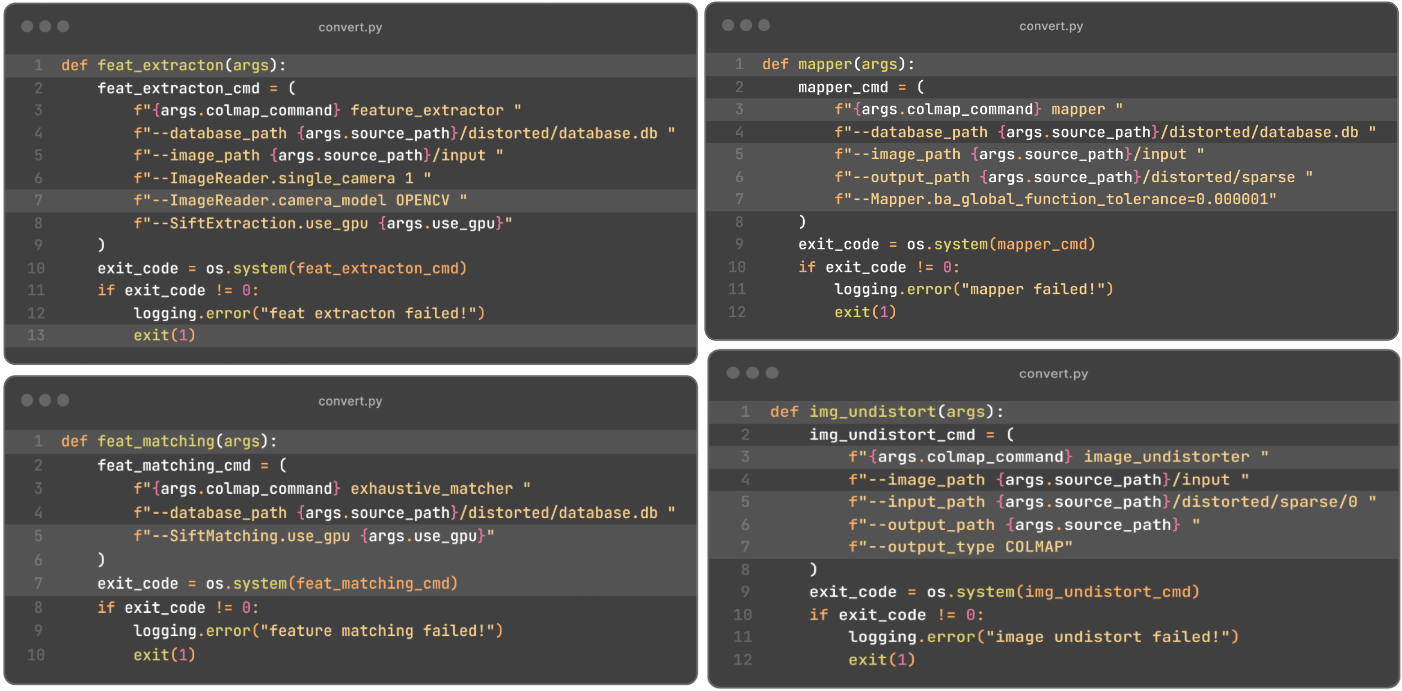 convert.py
1 def feat_extracton(args):
2 feat_extracton_cmd = (
3 f"{args.colmap_command} feature_extractor "
4 f"--database_path {args.source_path}/distorted/database.db "
5 f"--image_path {args.source_path}/input "
6 f"--ImageReader.single_camera 1 "
7 f"--ImageReader.camera_model OPENCV "
8 f"--SiftExtraction.use_gpu {args.use_gpu}"
9 )
10 exit_code = os.system(feat_extracton_cmd)
11 if exit_code != 0:
12 logging.error("feat extracton failed!")
13 exit(1)
convert.py
1 def mapper(args):
2 mapper_cmd = (
3 f"{args.colmap_command} mapper "
4 f"--database_path {args.source_path}/distorted/database.db "
5 f"--image_path {args.source_path}/input "
6 f"--output_path {args.source_path}/distorted/sparse "
7 f"--Mapper.ba_global_function_tolerance=0.000001"
8 )
9 exit_code = os.system(mapper_cmd)
10 if exit_code != 0:
11 logging.error("mapper failed!")
12 exit(1)
convert.py
1 def feat_matching(args):
2 feat_matching_cmd = (
3 f"{args.colmap_command} exhaustive_matcher "
4 f"--database_path {args.source_path}/distorted/database.db "
5 f"--SiftMatching.use_gpu {args.use_gpu}"
6 )
7 exit_code = os.system(feat_matching_cmd)
8 if exit_code != 0:
9 logging.error("feature matching failed!")
10 exit(1)
convert.py
1 def img_undistort(args):
2 img_undistort_cmd = (
3 f"{args.colmap_command} image_undistorter "
4 f"--image_path {args.source_path}/input "
5 f"--input_path {args.source_path}/distorted/sparse/0 "
6 f"--output_path {args.source_path} "
7 f"--output_type COLMAP"
8 )
9 exit_code = os.system(img_undistort_cmd)
10 if exit_code != 0:
11 logging.error("image undistort failed!")
12 exit(1)